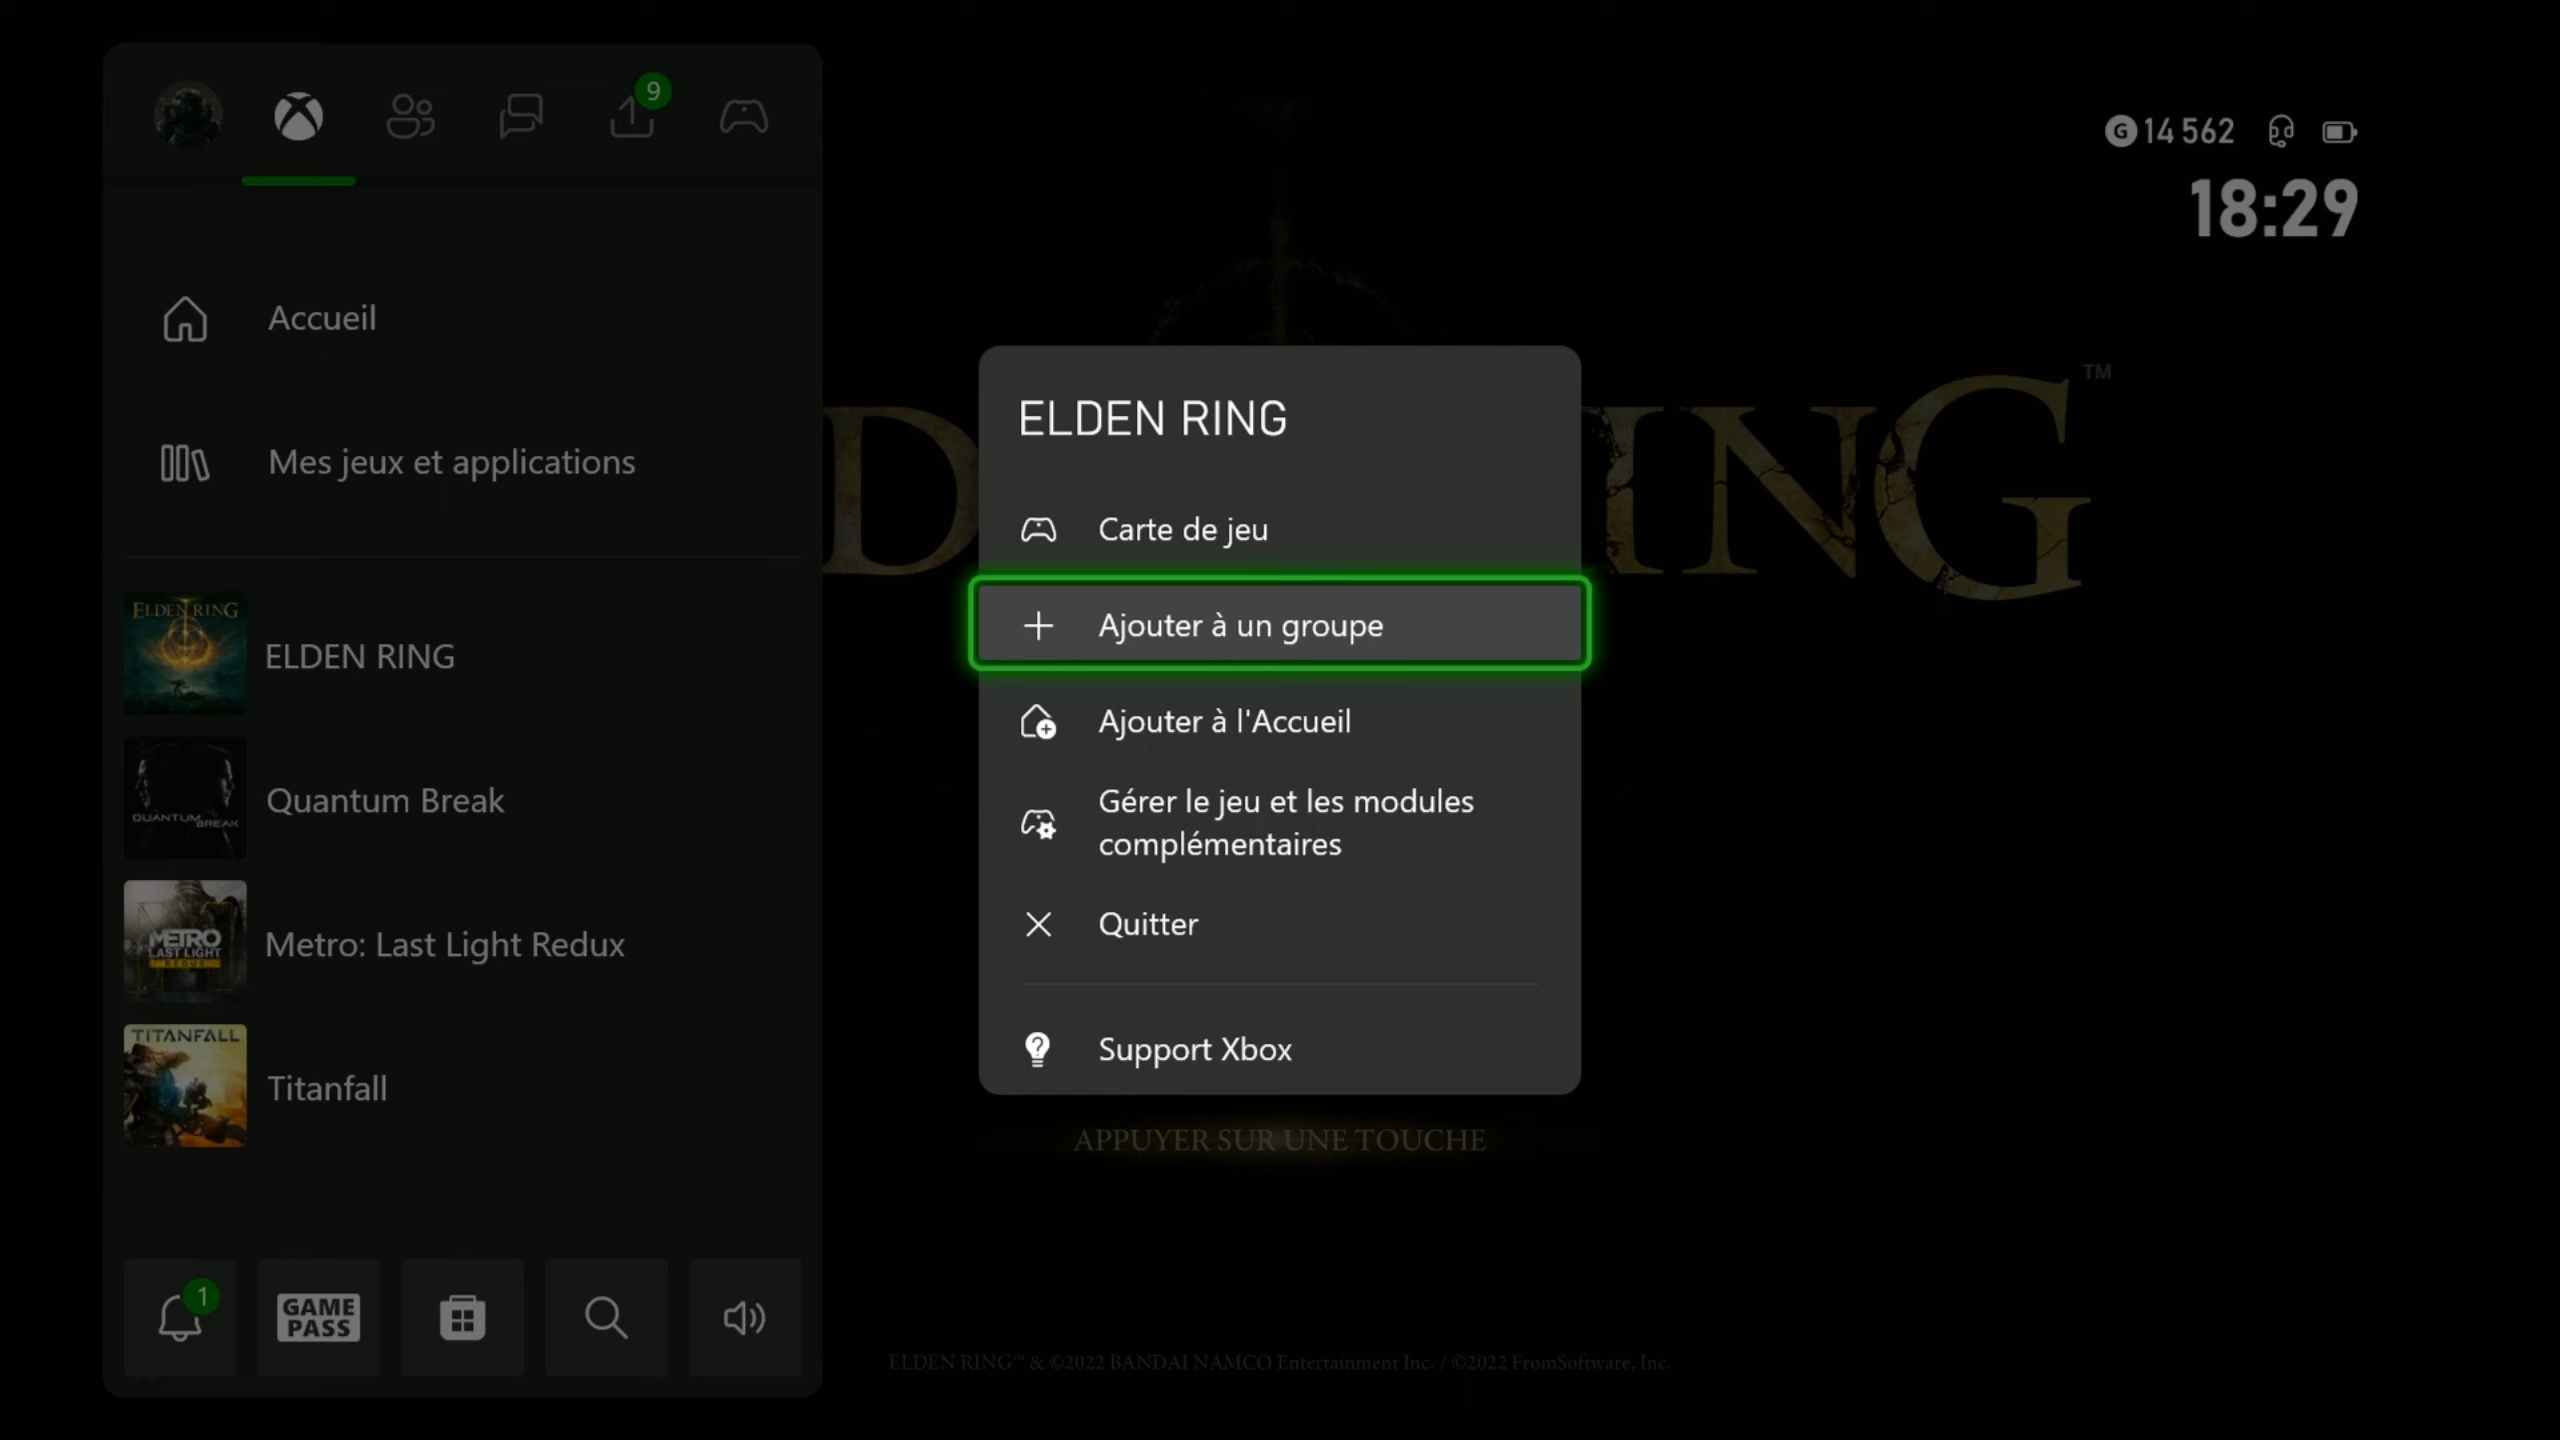 9
G 14 562
18:29
Accueil
Mes jeux et applications
ELDEN RING
ELDEN RING
QUANTUM BREAK
Quantum Break
METRO
LAST LIGHT
REDUX
Metro: Last Light Redux
TITANFALL
Titanfall
1
GAME
PASS
D
ING
TM
ELDEN RING
Carte de jeu
Ajouter à un groupe
Ajouter à l'Accueil
Gérer le jeu et les modules
complémentaires
Quitter
Support Xbox
APPUYER SUR UNE TOUCHE
ELDEN RING™ & ©2022 BANDAI NAMCO Entertainment Inc. / ©2022 FromSoftware, Inc.